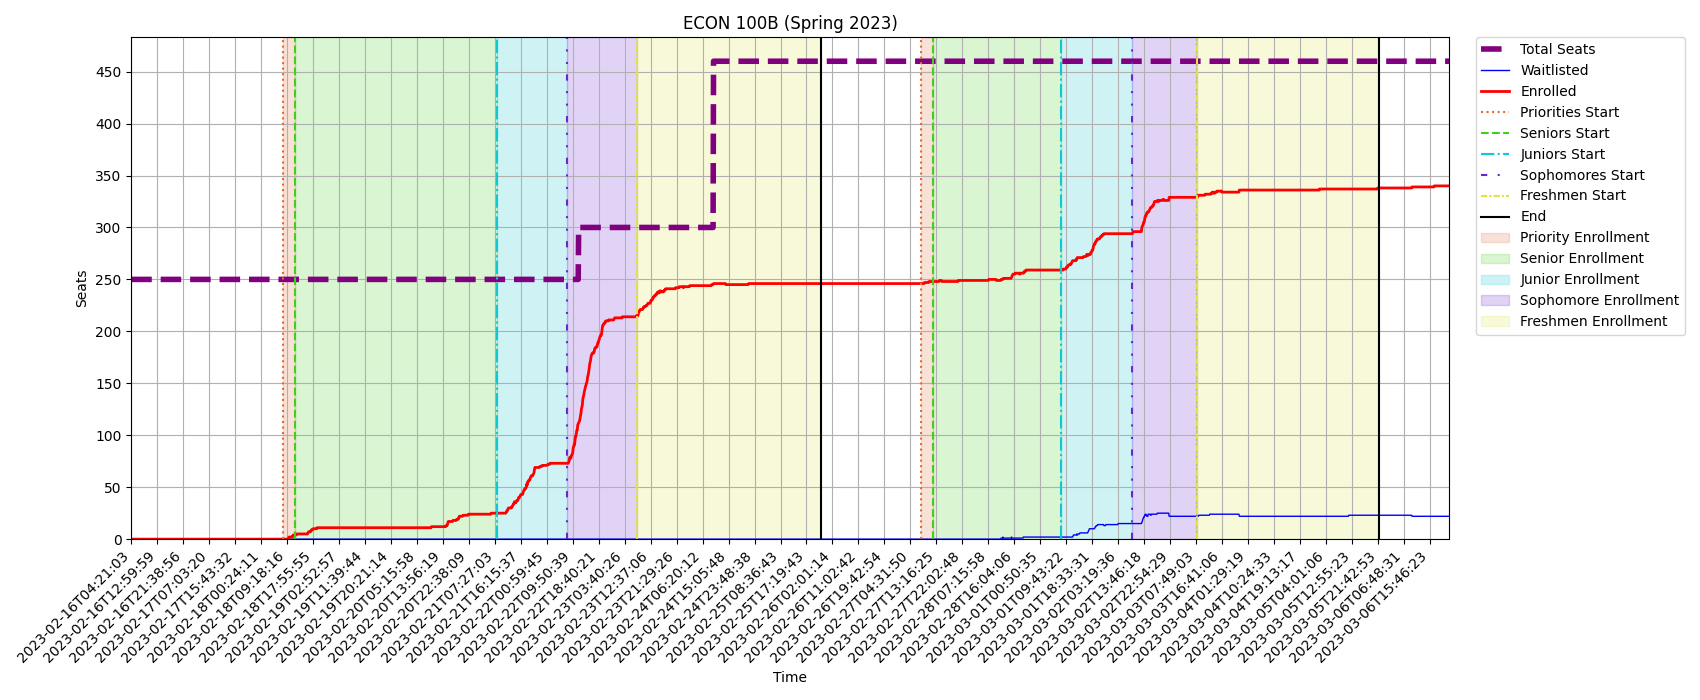 ECON 100B (Spring 2023)
Seats
450
400
350
300
250
200
150
100
50
0
2023-02-16T04:21:03
2023-02-16T12:59:59
2023-02-16T21:38:56
2023-02-17T07:03:20
2023-02-17T15:43:32
2023-02-18T00:24:11
2023-02-18T09:18:16
2023-02-18T17:55:55
2023-02-19T02:52:57
2023-02-19T11:39:44
2023-02-19T20:21:14
2023-02-20T05:15:58
2023-02-20T13:56:19
2023-02-20T22:38:09
2023-02-21T07:27:03
2023-02-21T16:15:37
2023-02-22T00:59:45
2023-02-22T09:50:39
2023-02-22T18:40:21
2023-02-23T03:40:26
2023-02-23T12:37:06
2023-02-23T21:29:26
2023-02-24T06:20:12
2023-02-24T15:05:48
2023-02-24T23:48:38
2023-02-25T08:36:43
2023-02-25T17:19:43
2023-02-26T02:01:14
2023-02-26T11:02:42
2023-02-26T19:42:54
2023-02-27T04:31:50
2023-02-27T13:16:25
2023-02-27T22:02:48
2023-02-28T07:15:58
2023-02-28T16:04:06
2023-03-01T00:50:35
2023-03-01T09:43:22
2023-03-01T18:33:31
2023-03-02T03:19:36
2023-03-02T13:46:18
2023-03-02T22:54:29
2023-03-03T07:49:03
2023-03-03T16:41:06
2023-03-04T01:29:19
2023-03-04T10:24:33
2023-03-04T19:13:17
2023-03-05T04:01:06
2023-03-05T12:55:23
2023-03-05T21:42:53
2023-03-06T06:48:31
2023-03-06T15:46:23
Time
Total Seats
Waitlisted
Enrolled
Priorities Start
Seniors Start
Juniors Start
Sophomores Start
Freshmen Start
End
Priority Enrollment
Senior Enrollment
Junior Enrollment
Sophomore Enrollment
Freshmen Enrollment